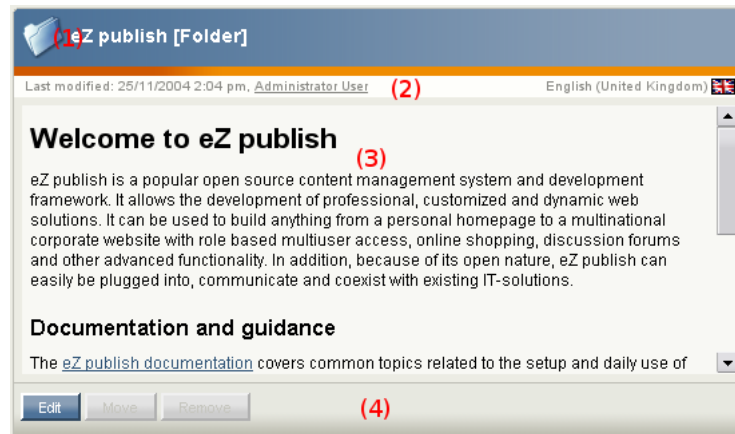 (1) eZ publish [Folder]
Last modified: 25/11/2004 2:04 pm, Administrator User (2) English (United Kingdom)
Welcome to eZ publish
(3)
eZ publish is a popular open source content management system and development
framework. It allows the development of professional, customized and dynamic web
solutions. It can be used to build anything from a personal homepage to a multinational
corporate website with role based multiuser access, online shopping, discussion forums
and other advanced functionality. In addition, because of its open nature, eZ publish can
easily be plugged into, communicate and coexist with existing IT-solutions.
Documentation and guidance
The eZ publish documentation covers common topics related to the setup and daily use of
Edit Move Remove (4)